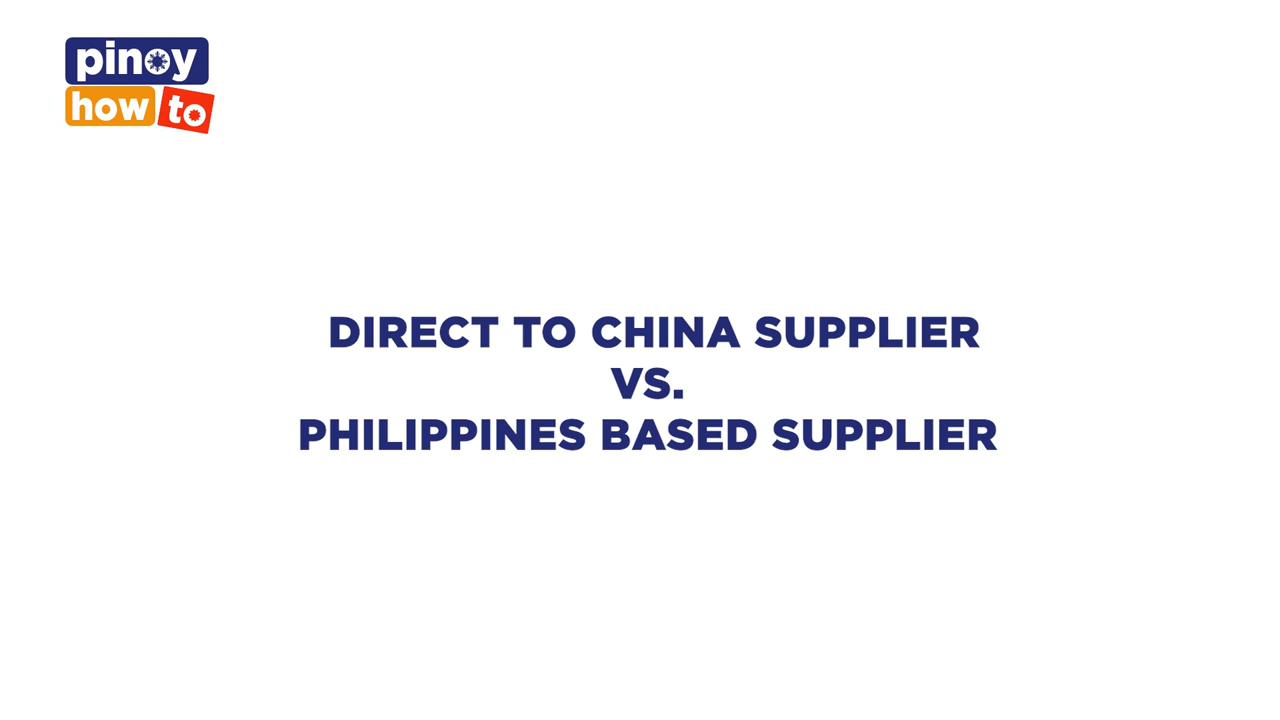 pinoy
how to
DIRECT TO CHINA SUPPLIER
VS.
PHILIPPINES BASED SUPPLIER